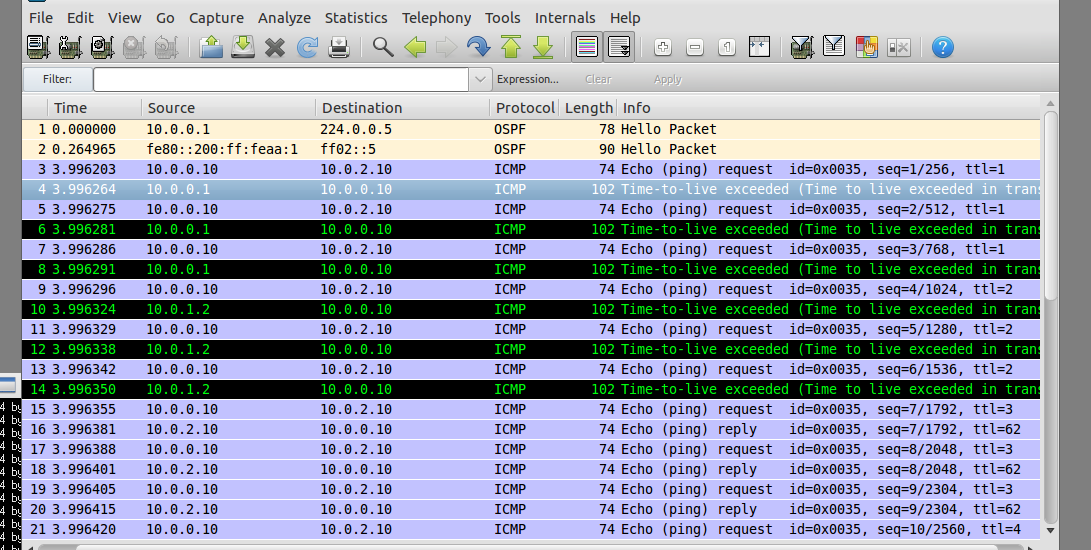 File Edit View Go Capture Analyze Statistics Telephony Tools Internals Help
Filter: Expression... Clear Apply
Time Source Destination Protocol Length Info
1 0.000000 10.0.0.1 224.0.0.5 OSPF 78 Hello Packet
2 0.264965 fe80::200:ff:feaa:1 ff02::5 OSPF 90 Hello Packet
3 3.996203 10.0.0.10 10.0.2.10 ICMP 74 Echo (ping) request id=0x0035, seq=1/256, ttl=1
4 3.996264 10.0.0.1 10.0.0.10 ICMP 102 Time-to-live exceeded (Time to live exceeded in trans
5 3.996275 10.0.0.10 10.0.2.10 ICMP 74 Echo (ping) request id=0x0035, seq=2/512, ttl=1
6 3.996281 10.0.0.1 10.0.0.10 ICMP 102 Time-to-live exceeded (Time to live exceeded in trans
7 3.996286 10.0.0.10 10.0.2.10 ICMP 74 Echo (ping) request id=0x0035, seq=3/768, ttl=1
8 3.996291 10.0.0.1 10.0.0.10 ICMP 102 Time-to-live exceeded (Time to live exceeded in trans
9 3.996296 10.0.0.10 10.0.2.10 ICMP 74 Echo (ping) request id=0x0035, seq=4/1024, ttl=2
10 3.996324 10.0.1.2 10.0.0.10 ICMP 102 Time-to-live exceeded (Time to live exceeded in trans
11 3.996329 10.0.0.10 10.0.2.10 ICMP 74 Echo (ping) request id=0x0035, seq=5/1280, ttl=2
12 3.996338 10.0.1.2 10.0.0.10 ICMP 102 Time-to-live exceeded (Time to live exceeded in trans
13 3.996342 10.0.0.10 10.0.2.10 ICMP 74 Echo (ping) request id=0x0035, seq=6/1536, ttl=2
14 3.996350 10.0.1.2 10.0.0.10 ICMP 102 Time-to-live exceeded (Time to live exceeded in trans
15 3.996355 10.0.0.10 10.0.2.10 ICMP 74 Echo (ping) request id=0x0035, seq=7/1792, ttl=3
16 3.996381 10.0.2.10 10.0.0.10 ICMP 74 Echo (ping) reply id=0x0035, seq=7/1792, ttl=62
17 3.996388 10.0.0.10 10.0.2.10 ICMP 74 Echo (ping) request id=0x0035, seq=8/2048, ttl=3
18 3.996401 10.0.2.10 10.0.0.10 ICMP 74 Echo (ping) reply id=0x0035, seq=8/2048, ttl=62
19 3.996405 10.0.0.10 10.0.2.10 ICMP 74 Echo (ping) request id=0x0035, seq=9/2304, ttl=3
20 3.996415 10.0.2.10 10.0.0.10 ICMP 74 Echo (ping) reply id=0x0035, seq=9/2304, ttl=62
21 3.996420 10.0.0.10 10.0.2.10 ICMP 74 Echo (ping) request id=0x0035, seq=10/2560, ttl=4